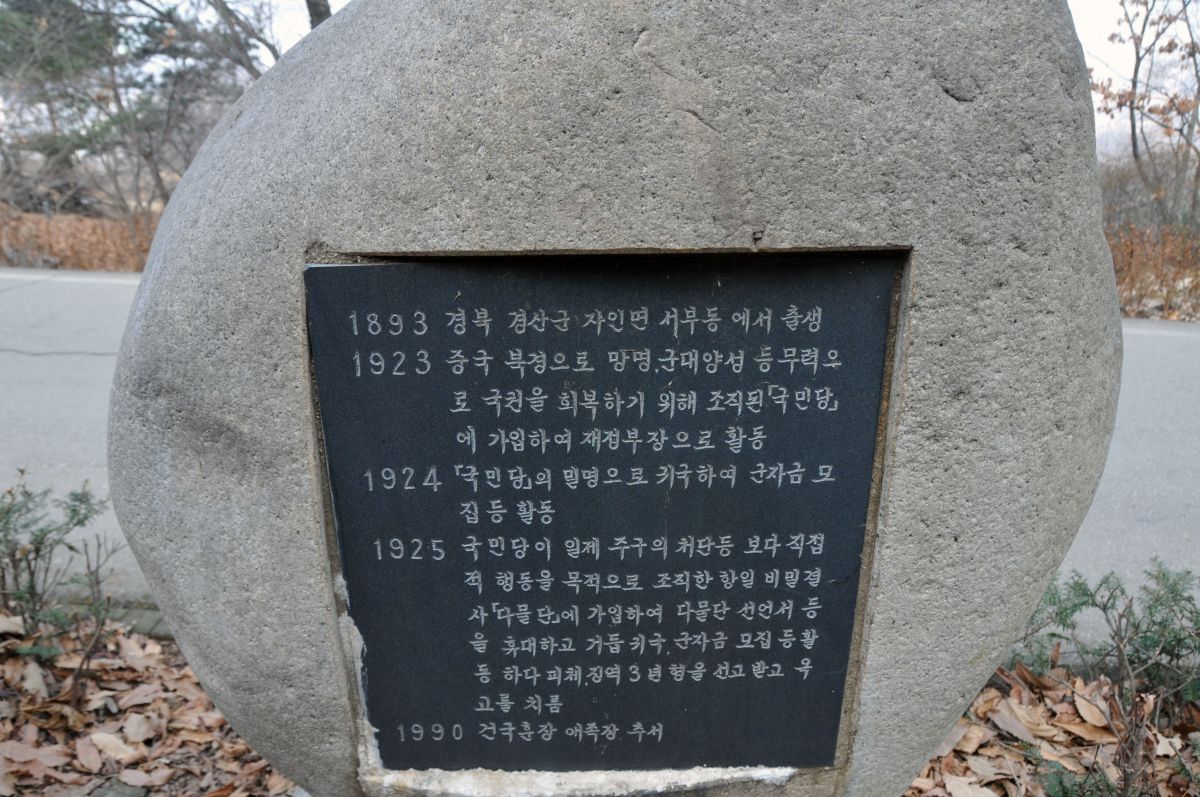 1893 경북 경산군 자인면 서부동에서 출생
1923 중국 북경으로 망명.군대양성 등 무력으
로 국권을 회복하기 위해 조직된「국민당」
에 가입하여 재정부장으로 활동
1924 「국민당」의 밀명으로 귀국하여 군자금 모
집등 활동
1925 국민당이 일제 주구의 처단등 보다 직접
적 행동을 목적으로 조직한 항일 비밀결
사「다물단」에 가입하여 다물단 선언서 등
을 휴대하고 거듭 귀국, 군자금 모집등활
동 하다 피체,징역 3년 형을 선고 받고 옥
고를 치름
1990 건국훈장 애족장 추서